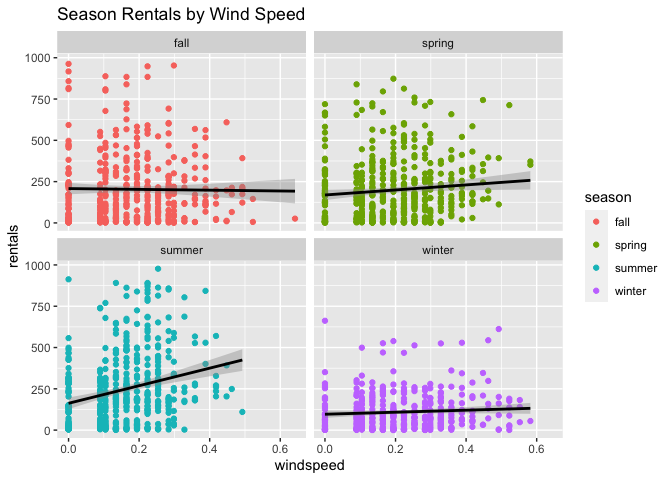 Season Rentals by Wind Speed
fall
spring
1000
750
500
250
0
summer
winter
1000
750
500
250
0
rentals
0.0
0.2
0.4
0.6
0.0
0.2
0.4
0.6
windspeed
season
fall
spring
summer
winter